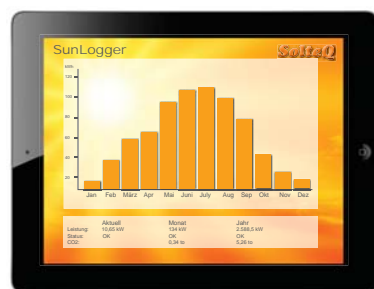 SunLogger
SolteQ
kWh
120
100
80
60
40
20
Jan Feb März Apr Mai Juni July Aug Sep Okt Nov Dez
Aktuell Monat Jahr
Leistung: 10,65 kW 134 kW 2.588,5 kW
Status: OK OK OK
CO2: 0,34 to 5,26 to